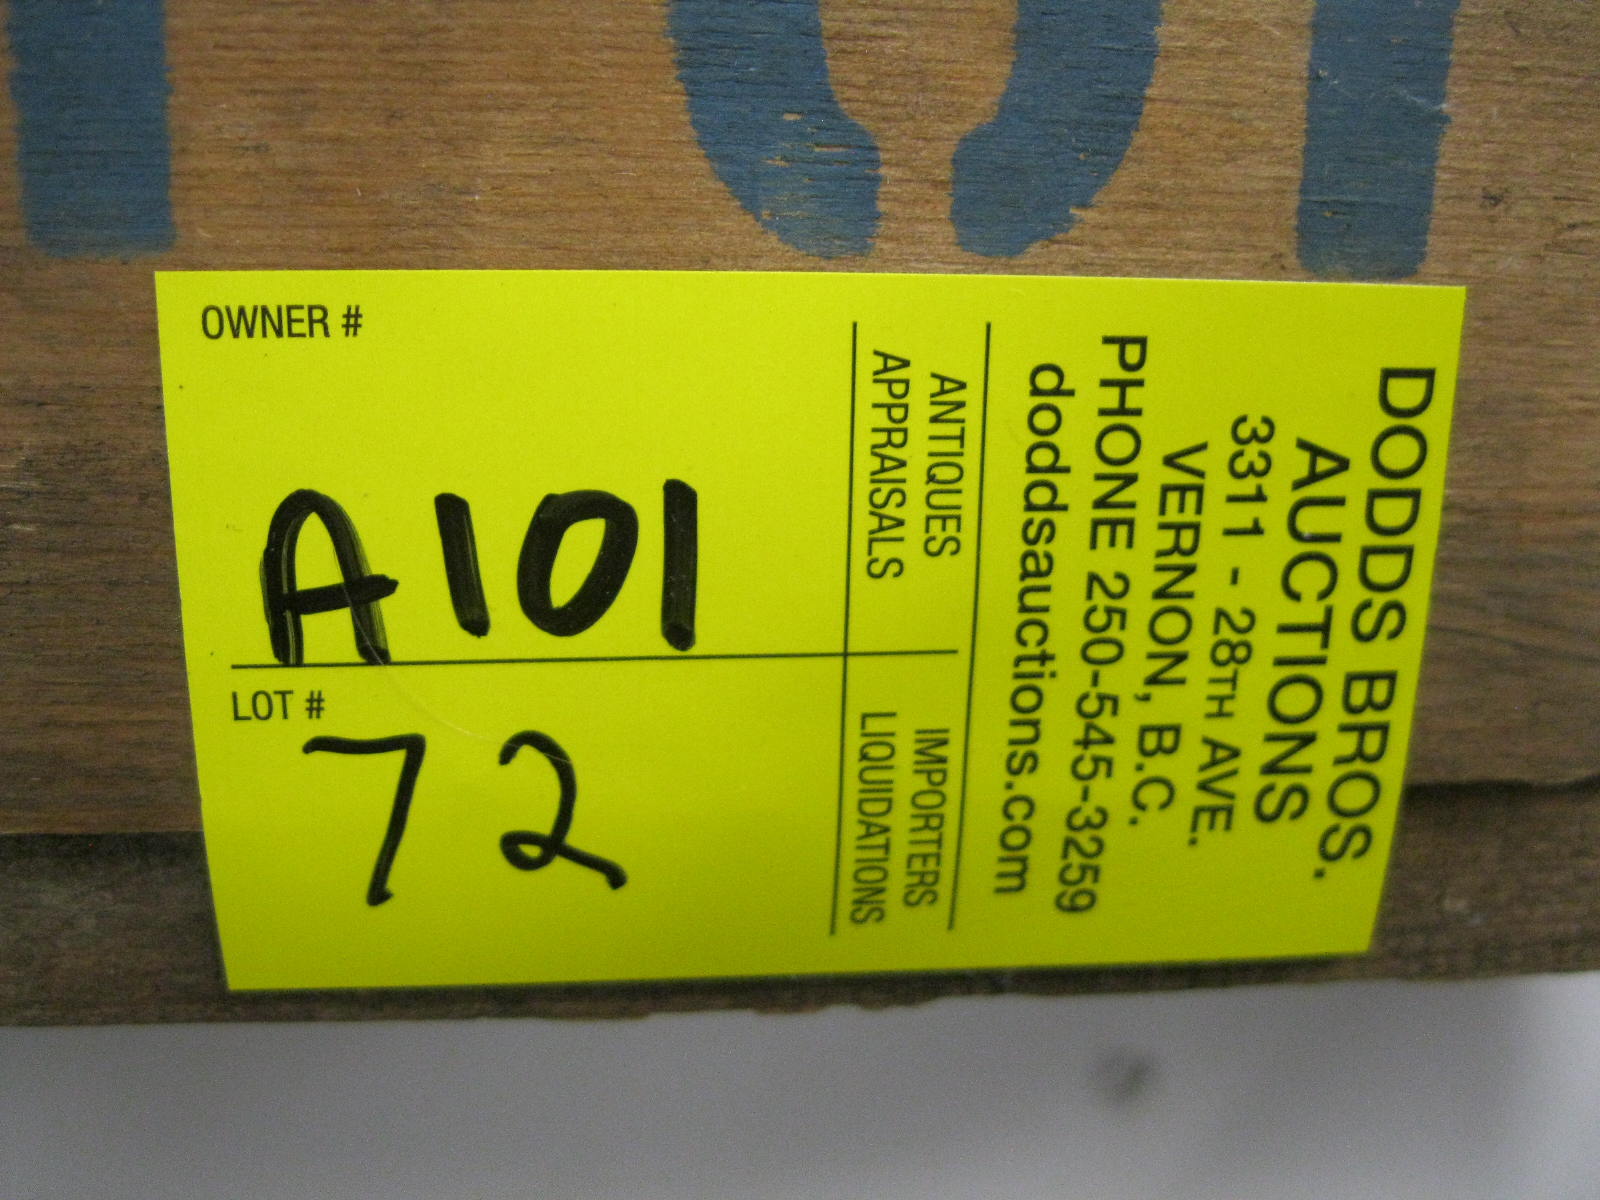 OWNER #
A101
LOT #
72
DODDS BROS.
AUCTIONS
3311 - 28TH AVE.
VERNON, B.C.
PHONE 250-545-3259
doddsauctions.com
ANTIQUES IMPORTERS
APPRAISALS LIQUIDATIONS